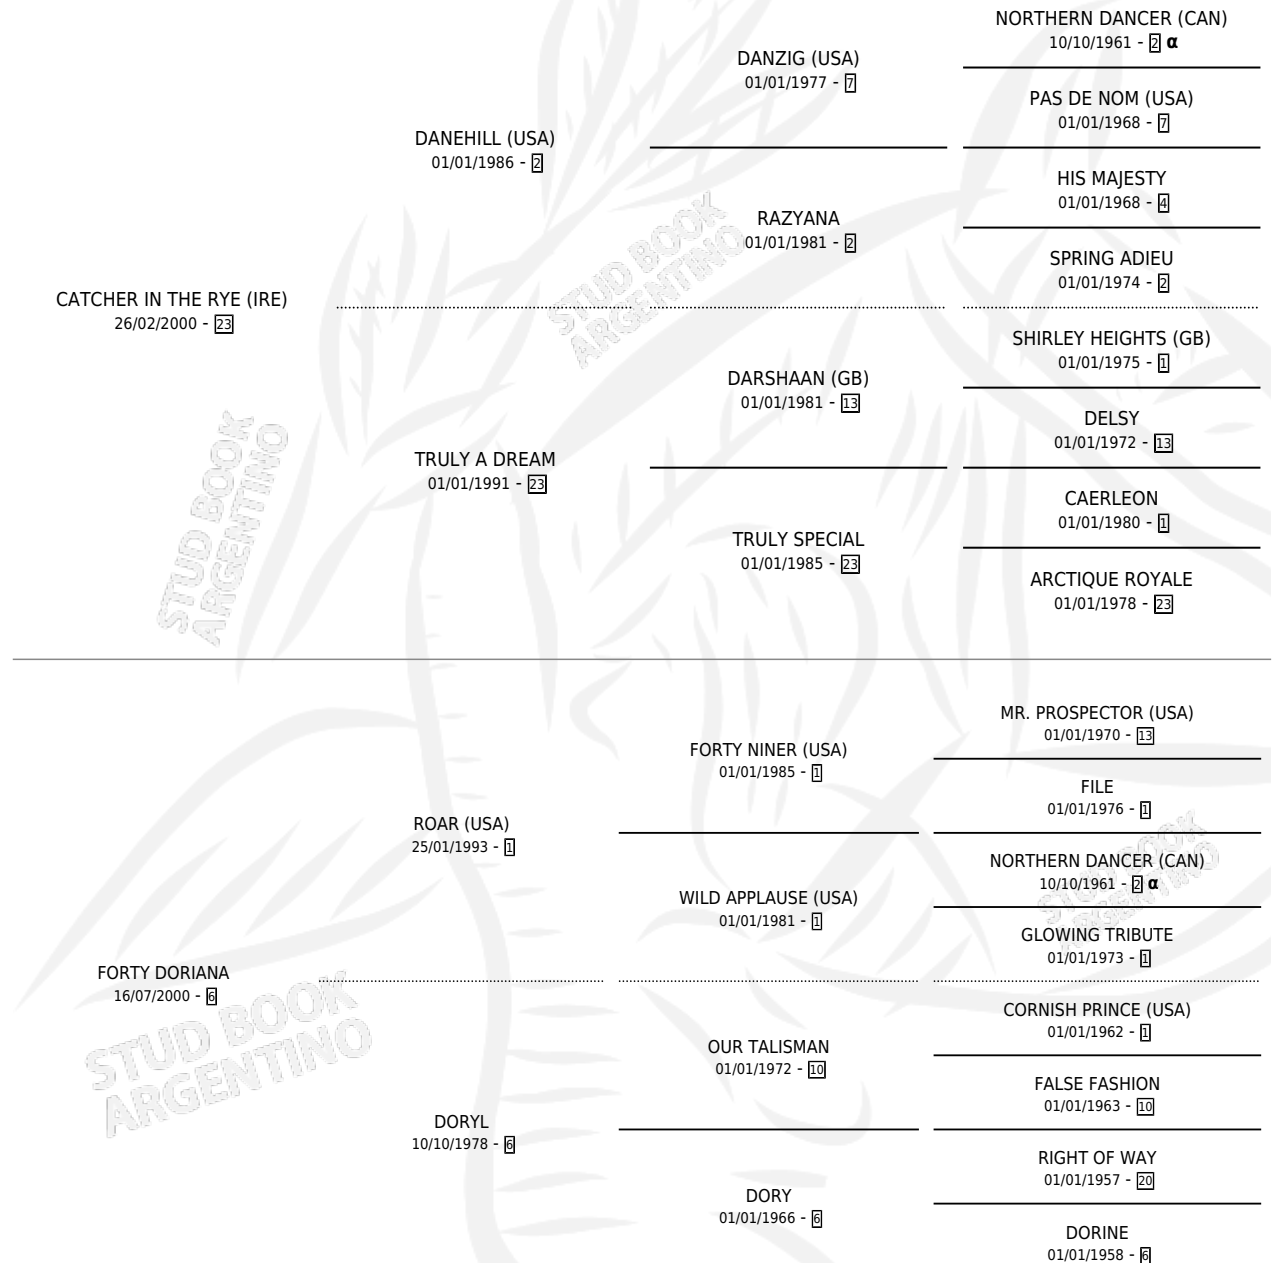 NORTHERN DANCER (CAN)
10/10/1961 - 2 α
DANZIG (USA)
01/01/1977 - 7
PAS DE NOM (USA)
01/01/1968 - 7
DANEHILL (USA)
01/01/1986 - 2
HIS MAJESTY
01/01/1968 - 4
RAZYANA
01/01/1981 - 2
SPRING ADIEU
01/01/1974 - 2
CATCHER IN THE RYE (IRE)
26/02/2000 - 23
SHIRLEY HEIGHTS (GB)
01/01/1975 - 1
DARSHAAN (GB)
01/01/1981 - 13
DELSY
01/01/1972 - 13
TRULY A DREAM
01/01/1991 - 23
CAERLEON
01/01/1980 - 1
TRULY SPECIAL
01/01/1985 - 23
ARCTIQUE ROYALE
01/01/1978 - 23
MR. PROSPECTOR (USA)
01/01/1970 - 13
FORTY NINER (USA)
01/01/1985 - 1
FILE
01/01/1976 - 1
ROAR (USA)
25/01/1993 - 1
NORTHERN DANCER (CAN)
10/10/1961 - 2 α
WILD APPLAUSE (USA)
01/01/1981 - 1
GLOWING TRIBUTE
01/01/1973 - 1
FORTY DORIANA
16/07/2000 - 6
CORNISH PRINCE (USA)
01/01/1962 - 1
OUR TALISMAN
01/01/1972 - 10
FALSE FASHION
01/01/1963 - 10
DORYL
10/10/1978 - 6
RIGHT OF WAY
01/01/1957 - 20
DORY
01/01/1966 - 6
DORINE
01/01/1958 - 6
STUD BOOK
ARGENTINO
STUD BOOK
ARGENTINO
STUD BOOK
ARGENTINO
STUD BOOK
ARGENTINO